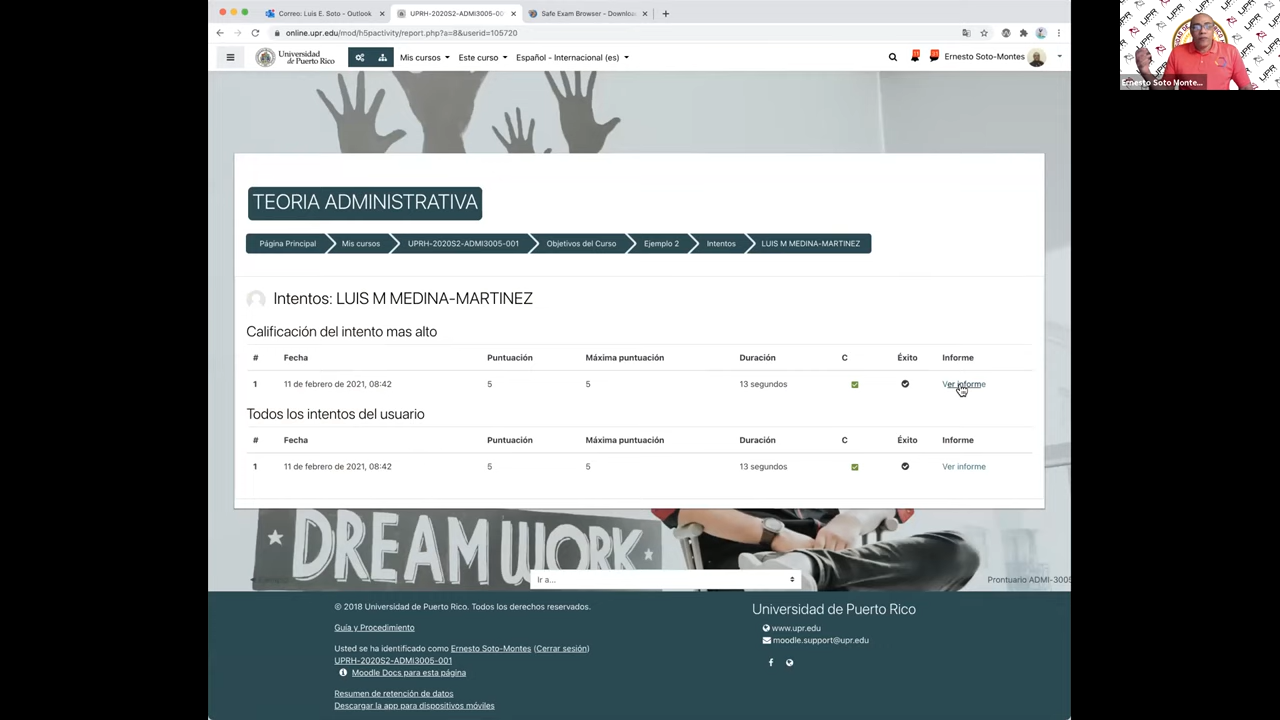 Correo: Luis E. Soto - Outlook
UPRH-2020S2-ADMI3005-00
Safe Exam Browser - Downloa
online.upr.edu/mod/h5pactivity/report.php?a=8&userid=105720
Universidad de Puerto Rico
Mis cursos
Este curso
Español - Internacional (es)
Ernesto Soto-Montes
Ernesto Soto Monte...
TEORIA ADMINISTRATIVA
Página Principal
Mis cursos
UPRH-2020S2-ADMI3005-001
Objetivos del Curso
Ejemplo 2
Intentos
LUIS M MEDINA-MARTINEZ
Intentos: LUIS M MEDINA-MARTINEZ
Calificación del intento mas alto
# Fecha Puntuación Máxima puntuación Duración C Éxito Informe
1 11 de febrero de 2021, 08:42 5 5 13 segundos Ver informe
Todos los intentos del usuario
# Fecha Puntuación Máxima puntuación Duración C Éxito Informe
1 11 de febrero de 2021, 08:42 5 5 13 segundos Ver informe
DREAM WORK
Ir a...
Prontuario ADMI-3005
© 2018 Universidad de Puerto Rico. Todos los derechos reservados.
Guía y Procedimiento
Usted se ha identificado como Ernesto Soto-Montes (Cerrar sesión)
UPRH-2020S2-ADMI3005-001
Moodle Docs para esta página
Resumen de retención de datos
Descargar la app para dispositivos móviles
Universidad de Puerto Rico
www.upr.edu
moodle.support@upr.edu